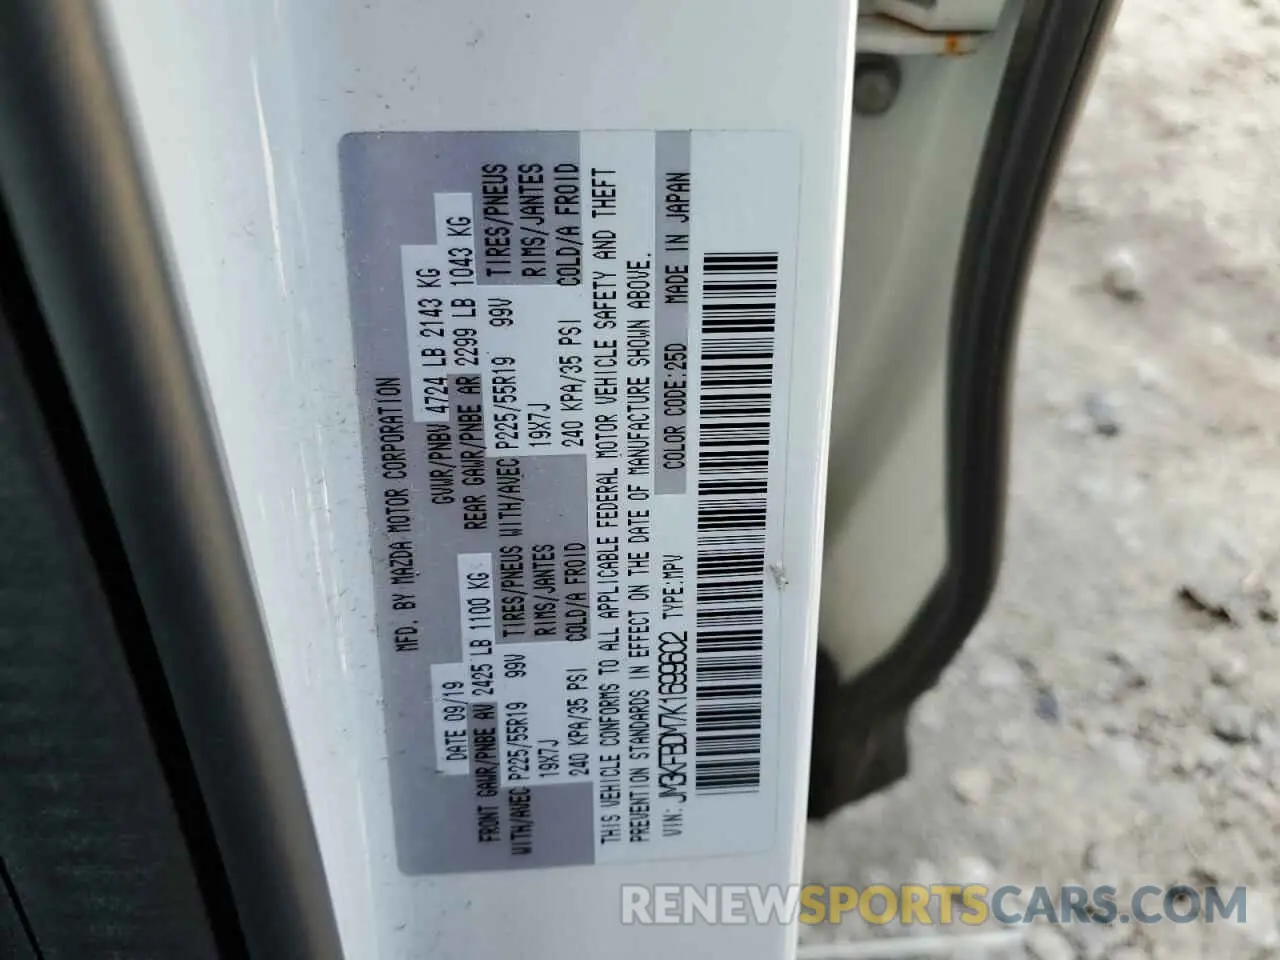 MFD. BY MAZDA MOTOR CORPORATION
DATE 09/19 GVWR/PNBV 4724 LB 2143 KG
FRONT GAWR/PNBE AV 2425 LB 1100 KG REAR GAWR/PNBE AR 2299 LB 1043 KG
WITH/AVEC P225/55R19 99V TIRES/PNEUS WITH/AVEC P225/55R19 99V TIRES/PNEUS
19X7J RIMS/JANTES 19X7J RIMS/JANTES
240 KPA/35 PSI COLD/A FROID 240 KPA/35 PSI COLD/A FROID
THIS VEHICLE CONFORMS TO ALL APPLICABLE FEDERAL MOTOR VEHICLE SAFETY AND THEFT
PREVENTION STANDARDS IN EFFECT ON THE DATE OF MANUFACTURE SHOWN ABOVE.
VIN: JM3KFBDM7K1699602 TYPE:MPV COLOR CODE:25D MADE IN JAPAN
RENEWSPORTSCARS.COM